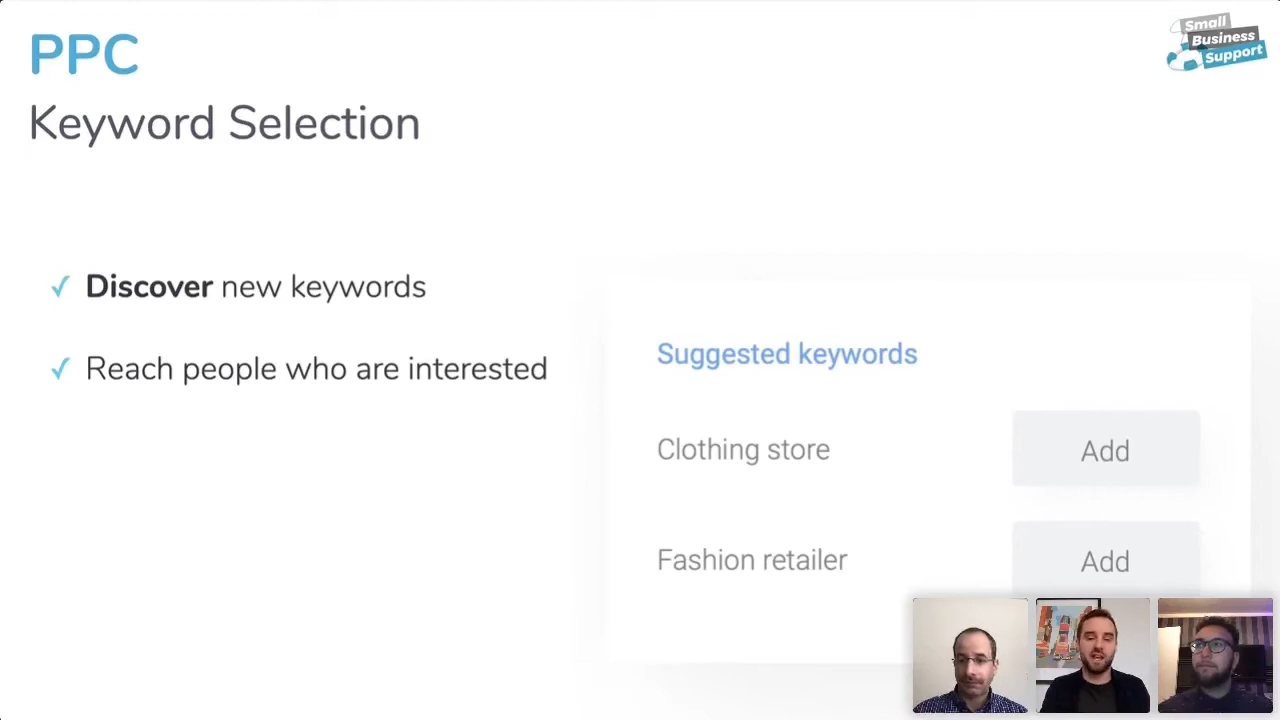 PPC
Keyword Selection
Small
Business
Support
✓ Discover new keywords
✓ Reach people who are interested
Suggested keywords
Clothing store
Add
Fashion retailer
Add